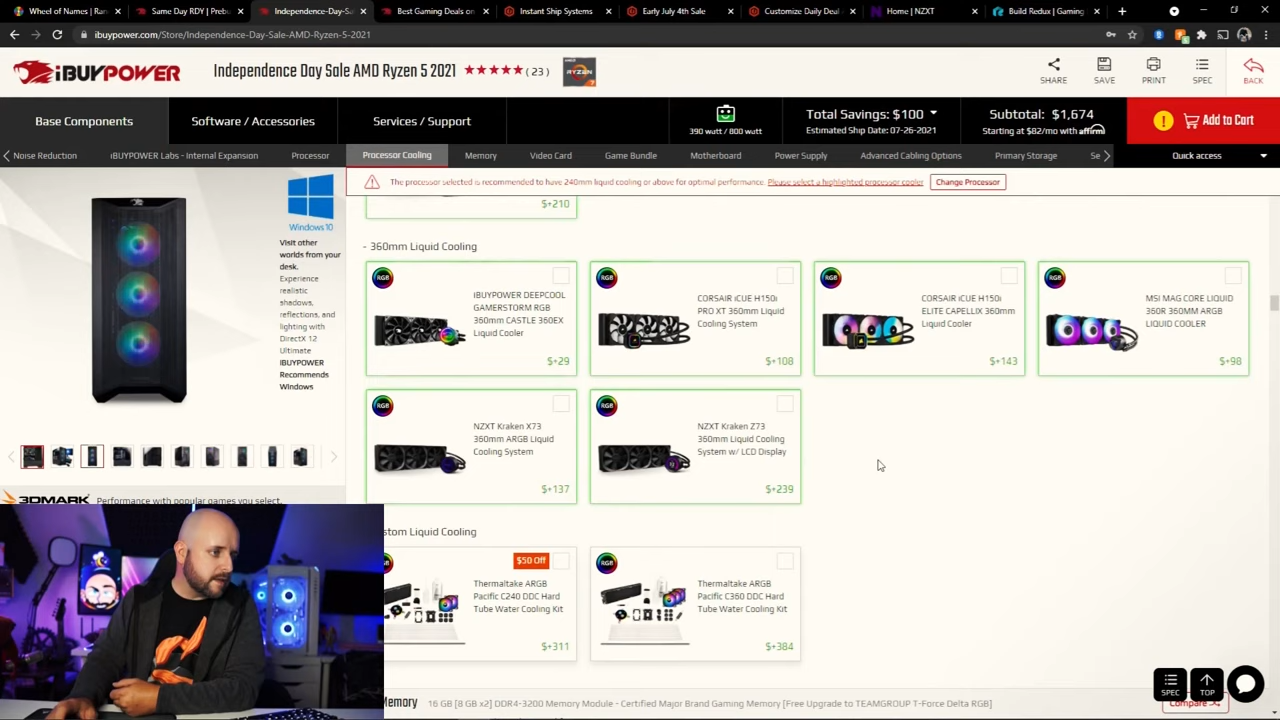 Wheel of Names | Ran
Same Day RDY | Preb
Independence-Day-Sa
Best Gaming Deals on
Instant Ship Systems
Early July 4th Sale
Customize Daily Deal
Home | NZXT
Build Redux | Gaming
ibuypower.com/Store/Independence-Day-Sale-AMD-Ryzen-5-2021
iBUYPOWER
Independence Day Sale AMD Ryzen 5 2021
(23)
RYZEN
SHARE
SAVE
PRINT
SPEC
BACK
Base Components
Software / Accessories
Services / Support
390 watt / 800 watt
Total Savings: $100
Estimated Ship Date: 07-26-2021
Subtotal: $1,674
Starting at $82/mo with affirm
Add to Cart
Noise Reduction
iBUYPOWER Labs - Internal Expansion
Processor
Processor Cooling
Memory
Video Card
Game Bundle
Motherboard
Power Supply
Advanced Cabling Options
Primary Storage
Se
Quick access
The processor selected is recommended to have 240mm liquid cooling or above for optimal performance. Please select a highlighted processor cooler
Change Processor
Windows 10
Visit other
worlds from your
desk.
Experience
realistic
shadows,
reflections, and
lighting with
DirectX 12
Ultimate
IBUYPOWER
Recommends
Windows
3DMARK
Performance with popular games you select.
$+210
- 360mm Liquid Cooling
RGB
IBUYPOWER DEEPCOOL
GAMERSTORM RGB
360mm CASTLE 360EX
Liquid Cooler
$+29
RGB
CORSAIR iCUE H150i
PRO XT 360mm Liquid
Cooling System
$+108
RGB
CORSAIR iCUE H150i
ELITE CAPELLIX 360mm
Liquid Cooler
$+143
RGB
MSI MAG CORE LIQUID
360R 360MM ARGB
LIQUID COOLER
$+98
RGB
NZXT Kraken X73
360mm ARGB Liquid
Cooling System
$+137
RGB
NZXT Kraken Z73
360mm Liquid Cooling
System w/ LCD Display
$+239
stom Liquid Cooling
$50 Off
Thermaltake ARGB
Pacific C240 DDC Hard
Tube Water Cooling Kit
$+311
RGB
Thermaltake ARGB
Pacific C360 DDC Hard
Tube Water Cooling Kit
$+384
Memory
16 GB [8 GB x2] DDR4-3200 Memory Module - Certified Major Brand Gaming Memory [Free Upgrade to TEAMGROUP T-Force Delta RGB]
SPEC
TOP
Compare